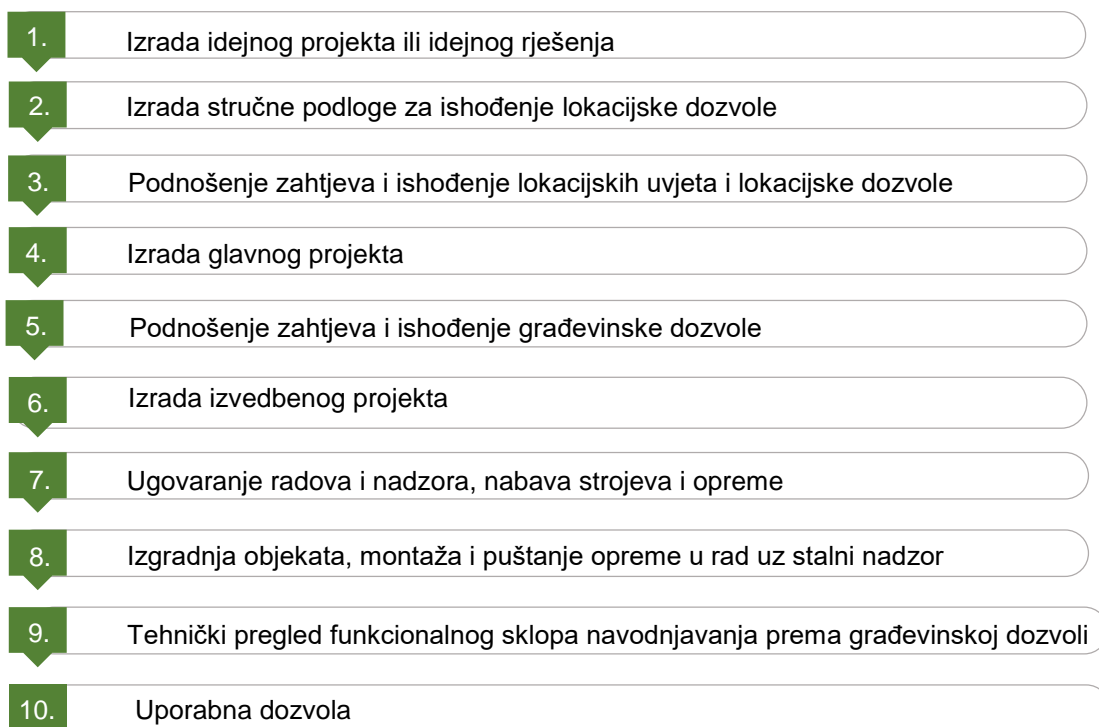 1. Izrada idejnog projekta ili idejnog rješenja
2. Izrada stručne podloge za ishođenje lokacijske dozvole
3. Podnošenje zahtjeva i ishođenje lokacijskih uvjeta i lokacijske dozvole
4. Izrada glavnog projekta
5. Podnošenje zahtjeva i ishođenje građevinske dozvole
6. Izrada izvedbenog projekta
7. Ugovaranje radova i nadzora, nabava strojeva i opreme
8. Izgradnja objekata, montaža i puštanje opreme u rad uz stalni nadzor
9. Tehnički pregled funkcionalnog sklopa navodnjavanja prema građevinskoj dozvoli
10. Uporabna dozvola